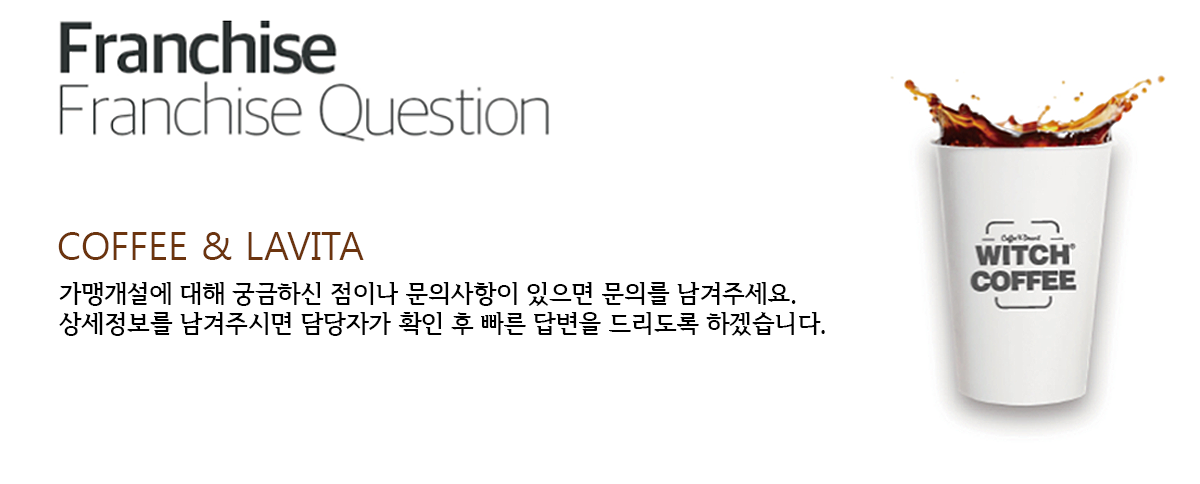 Franchise
Franchise Question
COFFEE & LAVITA
가맹개설에 대해 궁금하신 점이나 문의사항이 있으면 문의를 남겨주세요.
상세정보를 남겨주시면 담당자가 확인 후 빠른 답변을 드리도록 하겠습니다.
Coffee & Dessert
WITCH®
COFFEE